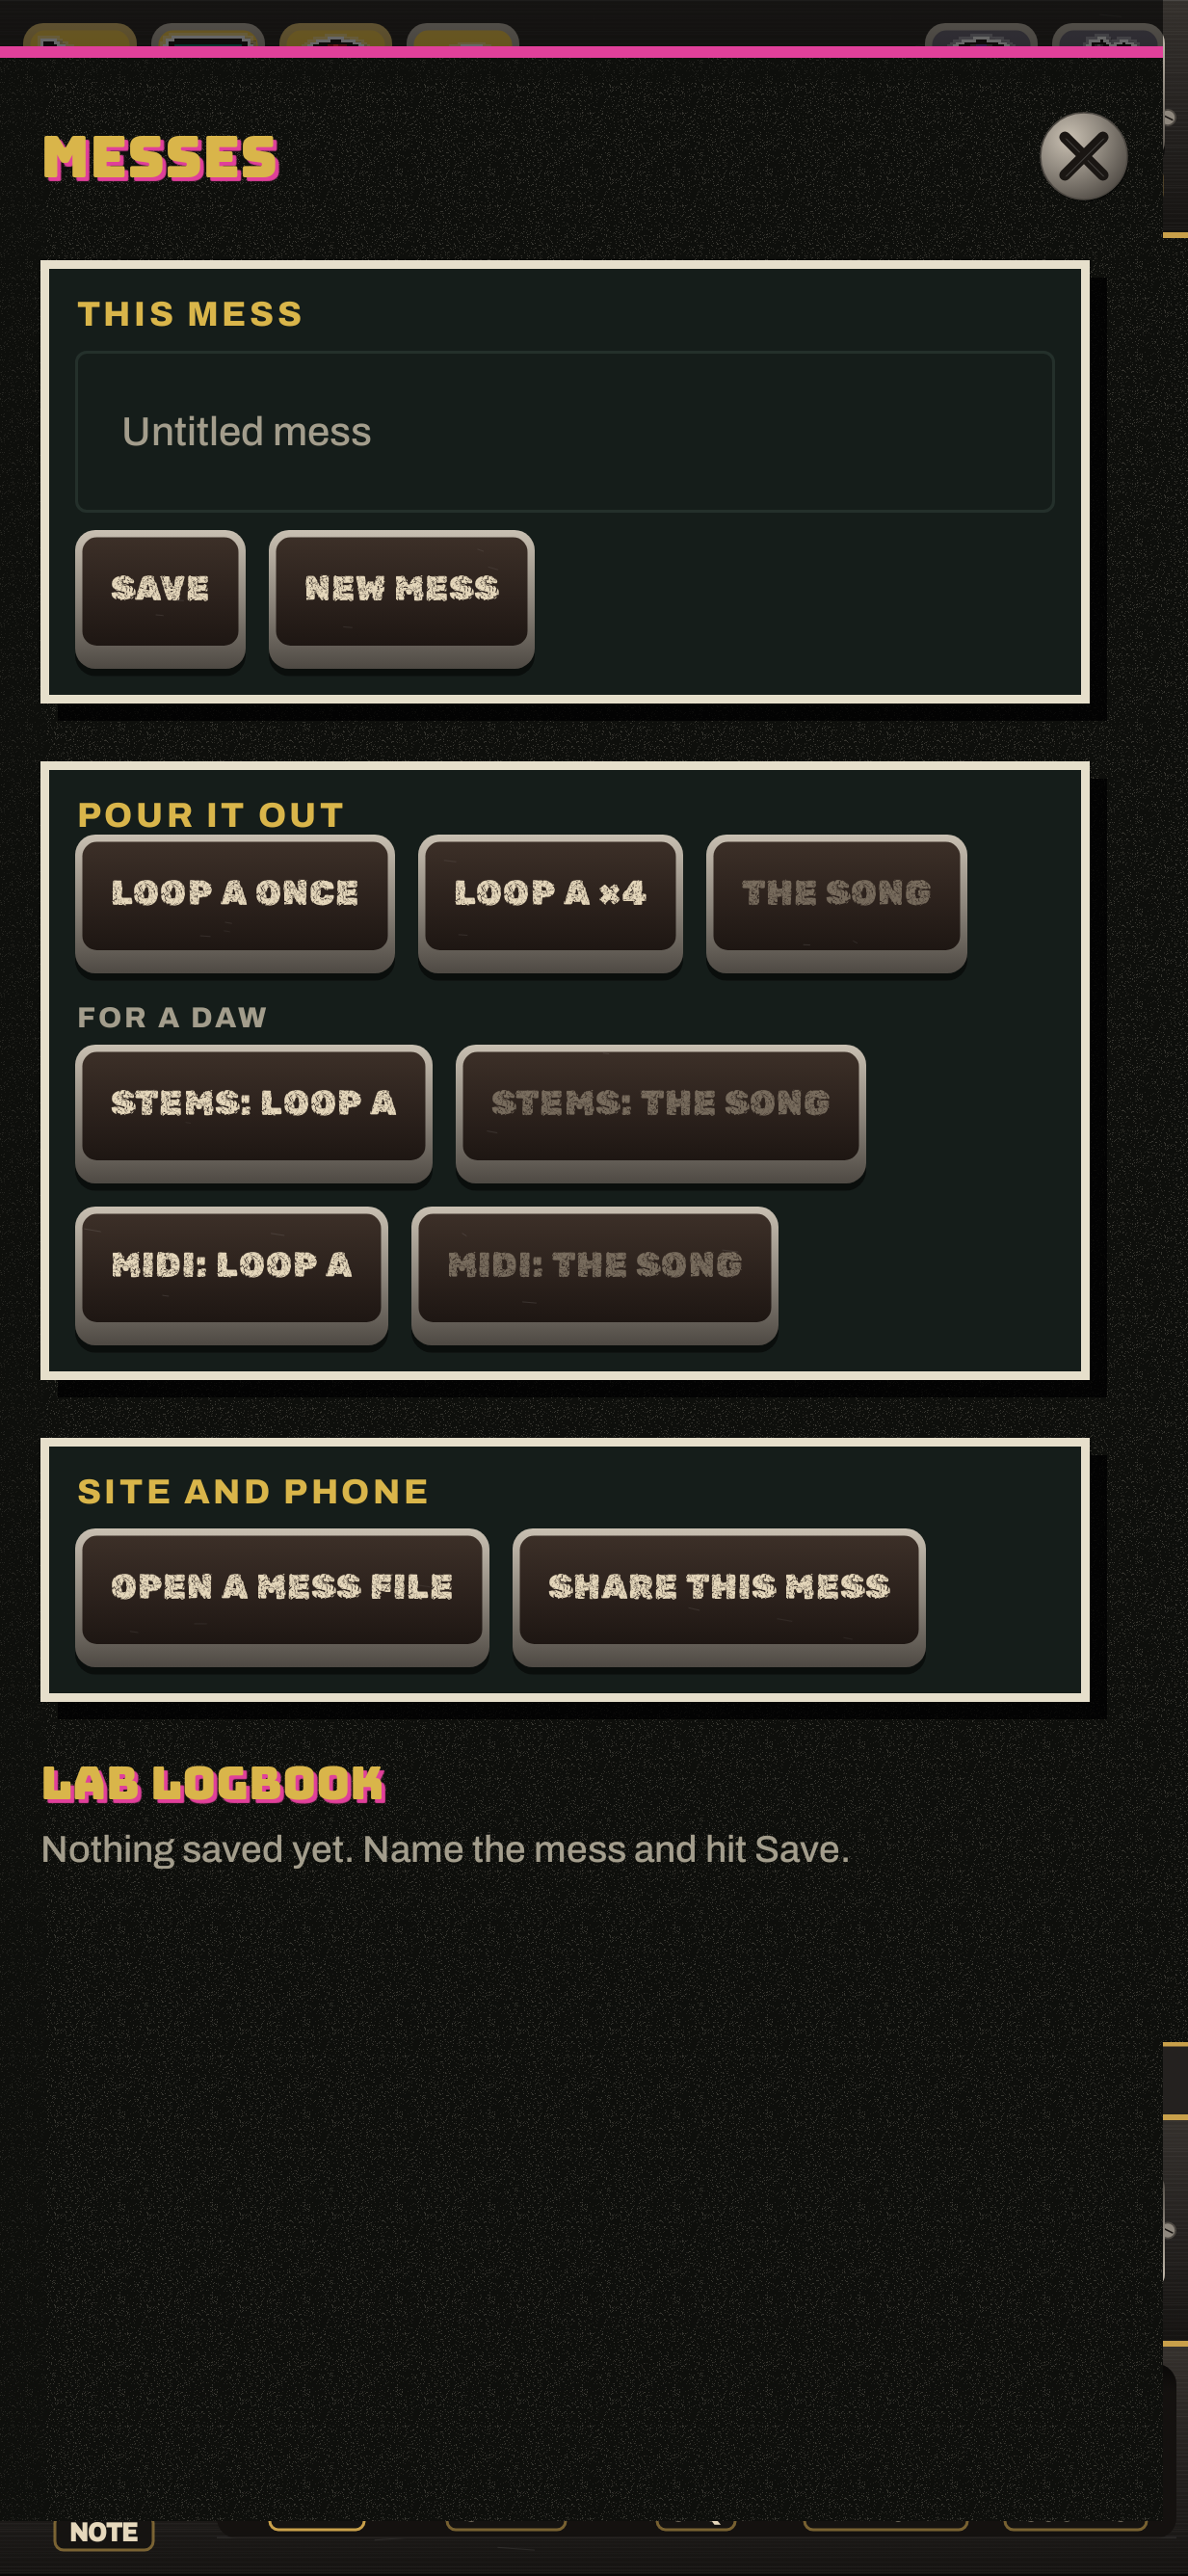 MESSES
THIS MESS
Untitled mess
SAVE
NEW MESS
POUR IT OUT
LOOP A ONCE
LOOP A ×4
THE SONG
FOR A DAW
STEMS: LOOP A
STEMS: THE SONG
MIDI: LOOP A
MIDI: THE SONG
SITE AND PHONE
OPEN A MESS FILE
SHARE THIS MESS
LAB LOGBOOK
Nothing saved yet. Name the mess and hit Save.
NOTE